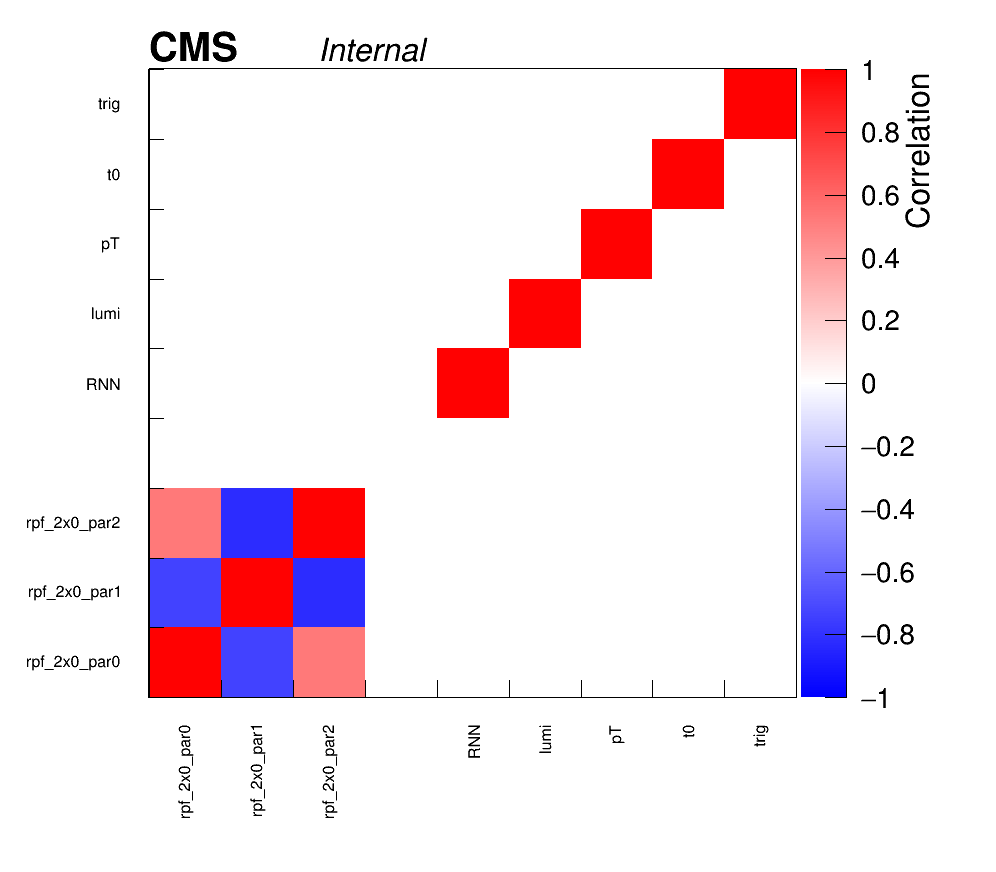 CMS Internal
trig
t0
pT
lumi
RNN
rpf_2x0_par2
rpf_2x0_par1
rpf_2x0_par0
rpf_2x0_par0
rpf_2x0_par1
rpf_2x0_par2
RNN
lumi
pT
t0
trig
1
0.8
0.6
0.4
0.2
0
−0.2
−0.4
−0.6
−0.8
−1
Correlation